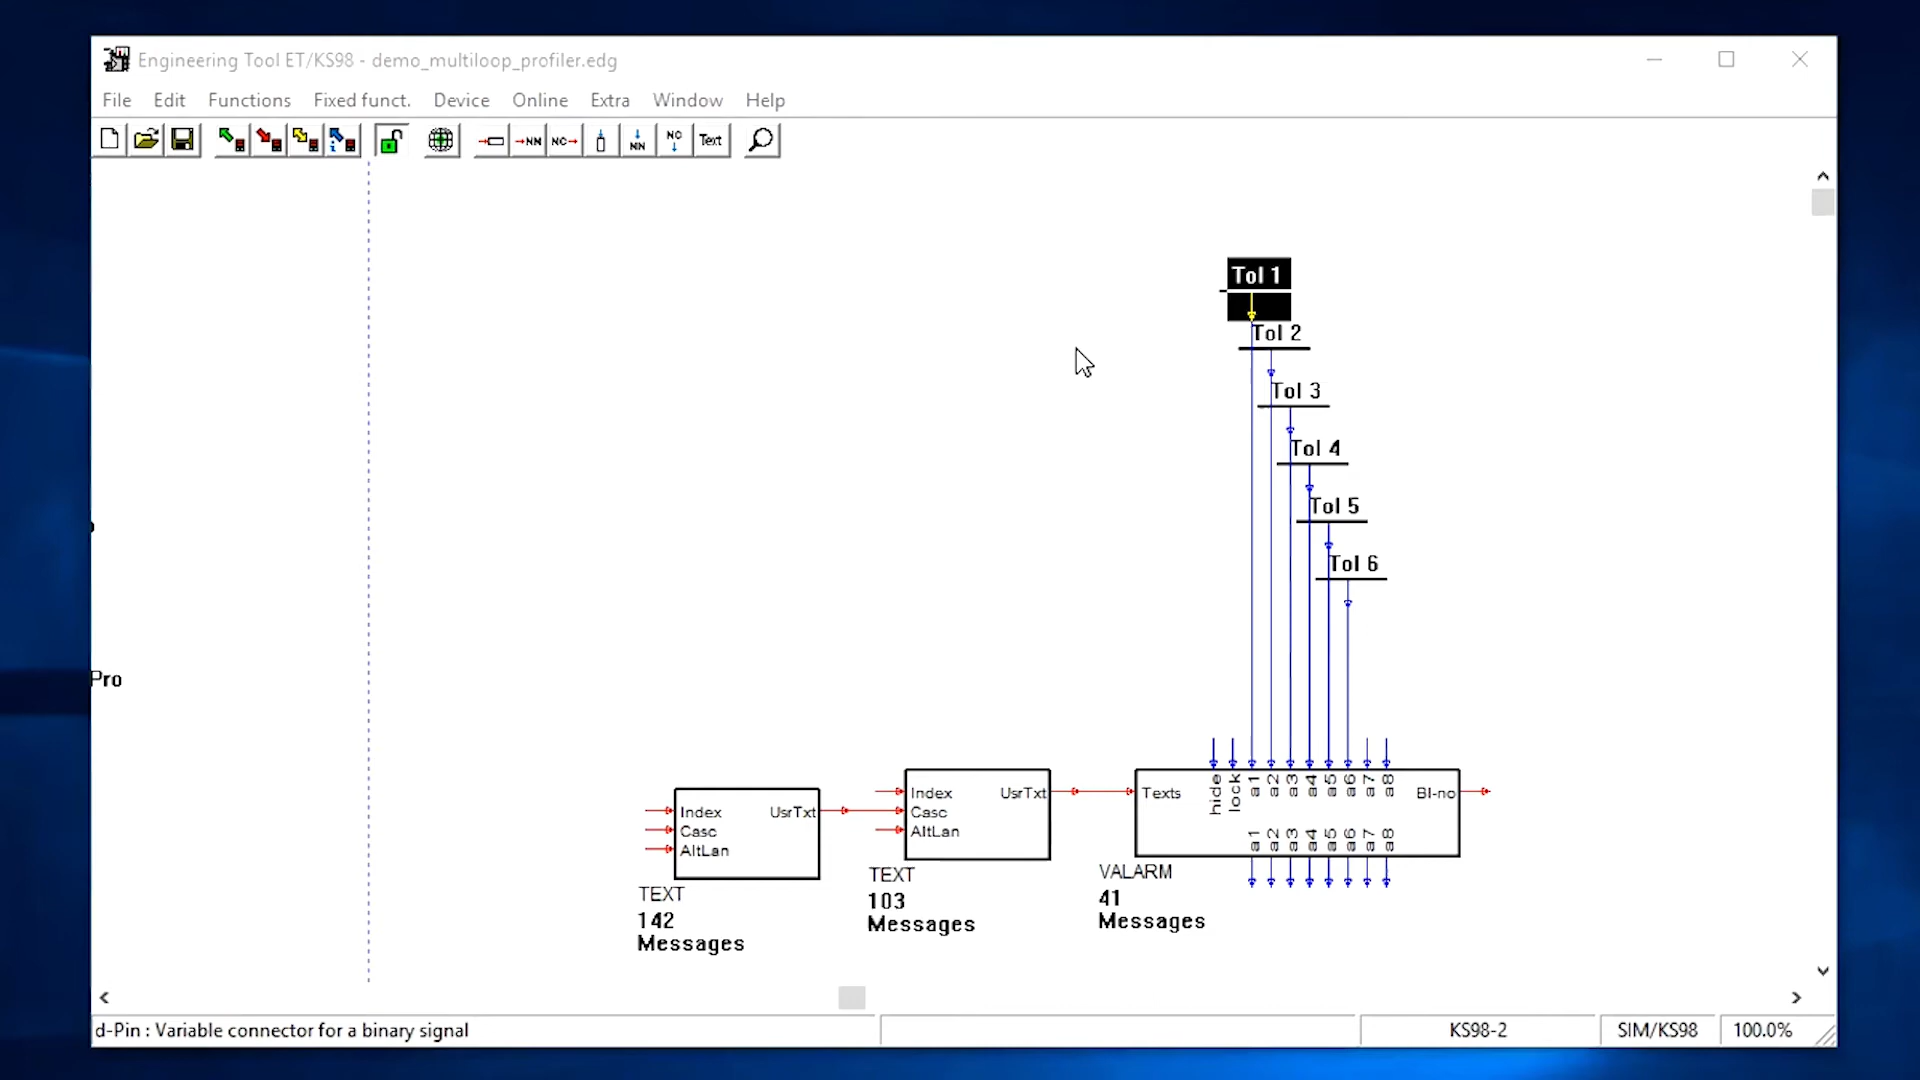 Engineering Tool ET/KS98 - demo_multiloop_profiler.edg
File Edit Functions Fixed funct. Device Online Extra Window Help
→NN NC→ NN NC Text
Tol 1
Tol 2
Tol 3
Tol 4
Tol 5
Tol 6
Pro
Index UsrTxt
Casc
AltLan
TEXT
142
Messages
Index UsrTxt
Casc
AltLan
TEXT
103
Messages
Texts hide lock a1 a2 a3 a4 a5 a6 a7 a8 Bl-no
a1 a2 a3 a4 a5 a6 a7 a8
VALARM
41
Messages
d-Pin : Variable connector for a binary signal KS98-2 SIM/KS98 100.0%